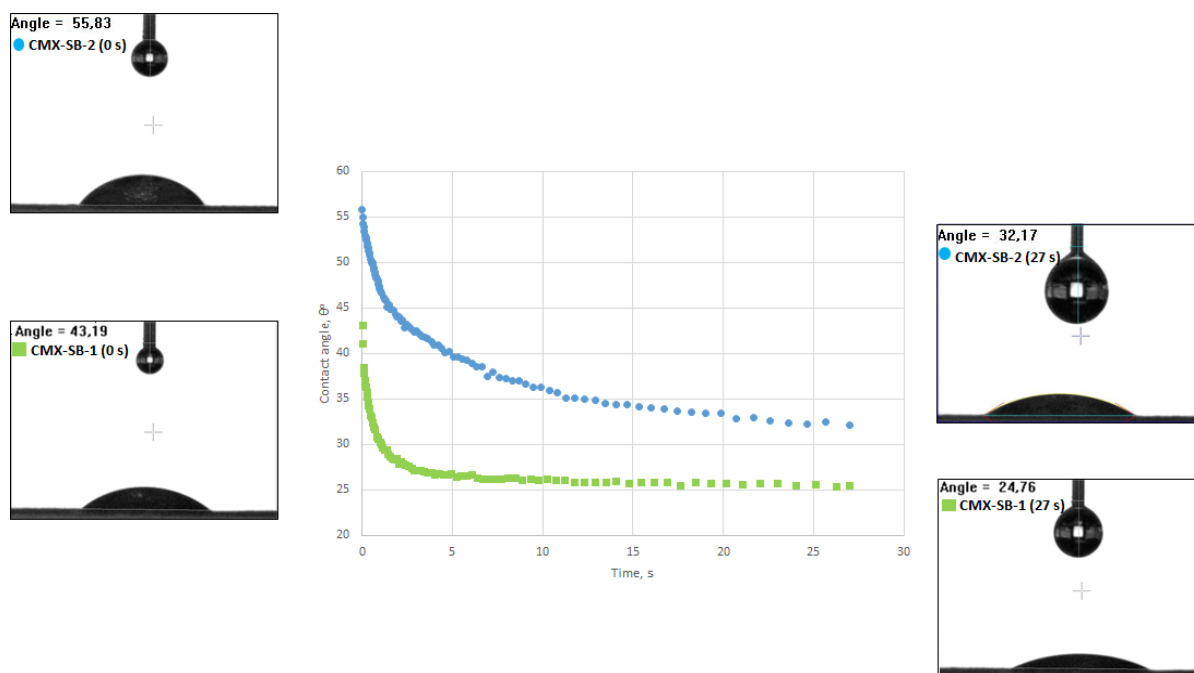 Angle = 55,83
CMX-SB-2 (0 s)
Angle = 43,19
CMX-SB-1 (0 s)
60
55
50
45
40
35
30
25
20
Contact angle, θº
0 5 10 15 20 25 30
Time, s
Angle = 32,17
CMX-SB-2 (27 s)
Angle = 24,76
CMX-SB-1 (27 s)